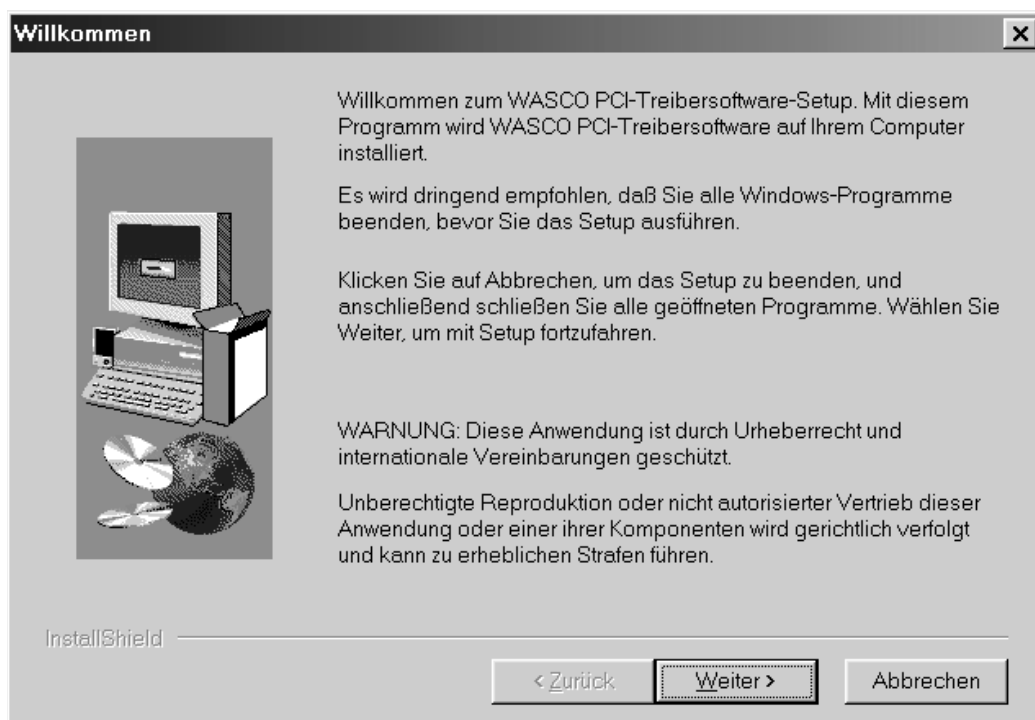 Willkommen
Willkommen zum WASCO PCI-Treibersoftware-Setup. Mit diesem
Programm wird WASCO PCI-Treibersoftware auf Ihrem Computer
installiert.
Es wird dringend empfohlen, daß Sie alle Windows-Programme
beenden, bevor Sie das Setup ausführen.
Klicken Sie auf Abbrechen, um das Setup zu beenden, und
anschließend schließen Sie alle geöffneten Programme. Wählen Sie
Weiter, um mit Setup fortzufahren.
WARNUNG: Diese Anwendung ist durch Urheberrecht und
internationale Vereinbarungen geschützt.
Unberechtigte Reproduktion oder nicht autorisierter Vertrieb dieser
Anwendung oder einer ihrer Komponenten wird gerichtlich verfolgt
und kann zu erheblichen Strafen führen.
InstallShield
< Zurück
Weiter >
Abbrechen